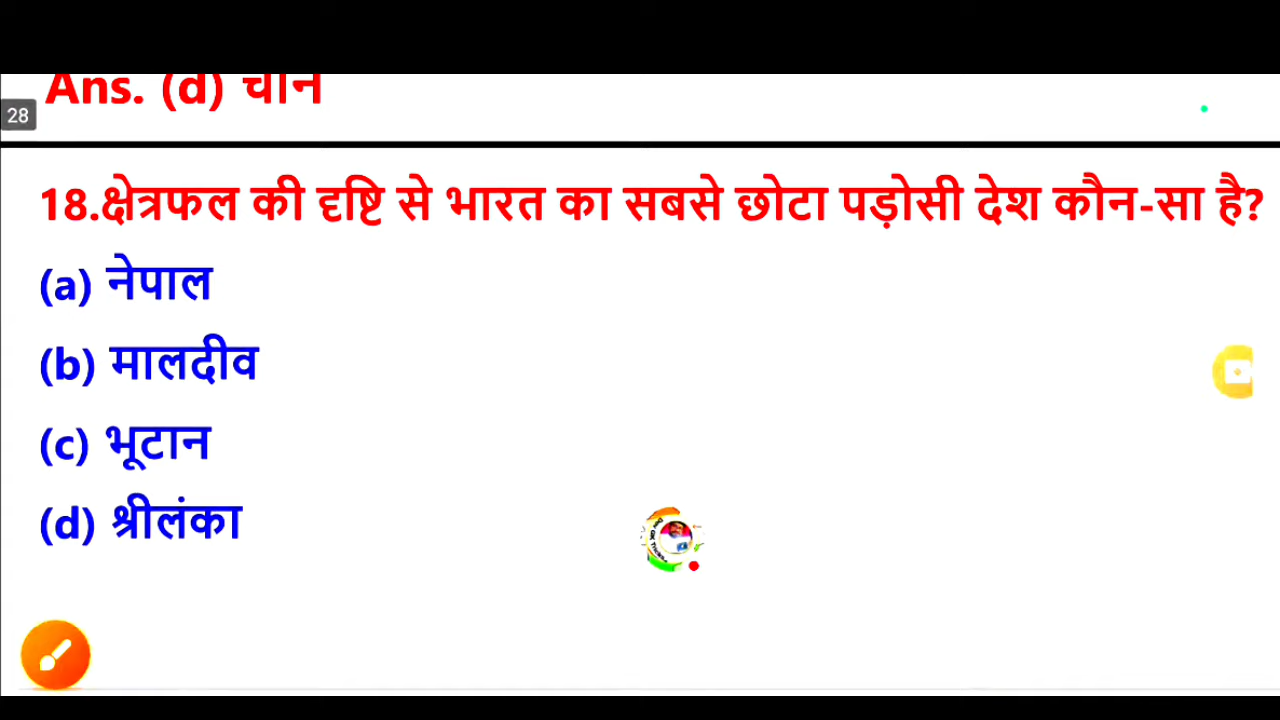 Ans. (d) चीन
28
18.क्षेत्रफल की दृष्टि से भारत का सबसे छोटा पड़ोसी देश कौन-सा है?
(a) नेपाल
(b) मालदीव
(c) भूटान
(d) श्रीलंका